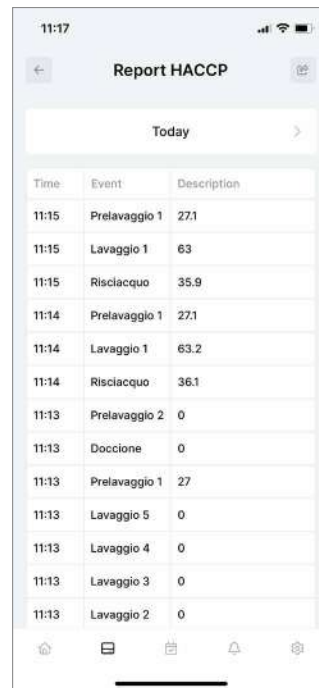 11:17
Report HACCP
Today
Time Event Description
11:15 Prelavaggio 1 27.1
11:15 Lavaggio 1 63
11:15 Risciacquo 35.9
11:14 Prelavaggio 1 27.1
11:14 Lavaggio 1 63.2
11:14 Risciacquo 36.1
11:13 Prelavaggio 2 0
11:13 Doccione 0
11:13 Prelavaggio 1 27
11:13 Lavaggio 5 0
11:13 Lavaggio 4 0
11:13 Lavaggio 3 0
11:13 Lavaggio 2 0